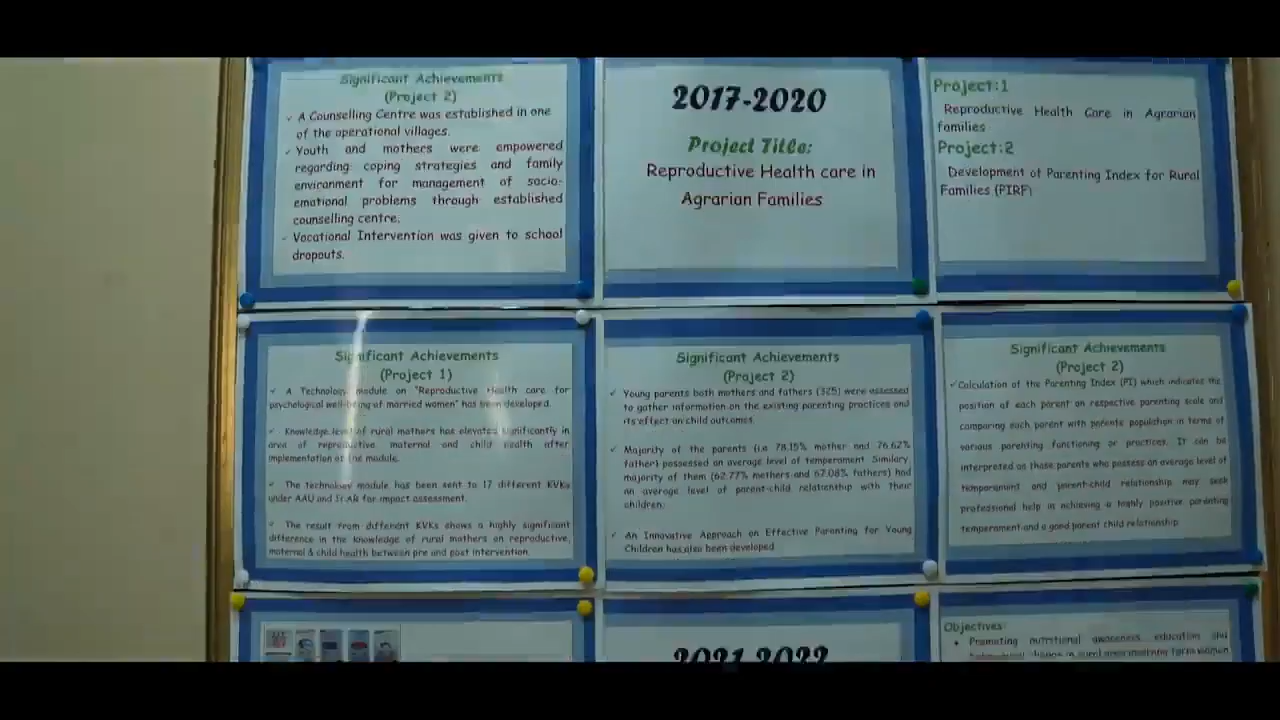 Significant Achievements
(Project 2)
✓ A Counselling Centre was established in one
of the operational villages.
✓ Youth and mothers were empowered
regarding coping strategies and family
environment for management of socio-
emotional problems through established
counselling centre.
✓ Vocational Intervention was given to school
dropouts.
2017-2020
Project Title:
Reproductive Health care in
Agrarian Families
Project:1
Reproductive Health Care in Agrarian
families
Project:2
Development of Parenting Index for Rural
Families (PIRF)
Significant Achievements
(Project 1)
✓ A Technology module on "Reproductive Health care for
psychological well-being of married women" has been developed.
✓ Knowledge level of rural mothers has elevated significantly in
area of reproductive maternal and child health after
implementation of the module.
✓ The technology module has been sent to 17 different KVKs
under AAU and for impact assessment.
✓ The result from different KVKs shows a highly significant
difference in the knowledge of rural mothers on reproductive,
maternal & child health between pre and post intervention.
Significant Achievements
(Project 2)
✓ Young parents both mothers and fathers (325) were assessed
to gather information on the existing parenting practices and
its effect on child outcomes.
✓ Majority of the parents (i.e 78.15% mother and 76.62%
father) possessed an average level of temperament. Similary,
majority of them (62.77% mothers and 67.08% fathers) had
an average level of parent-child relationship with their
children.
✓ An Innovative Approach on Effective Parenting for Young
Children has also been developed
Significant Achievements
(Project 2)
✓ Calculation of the Parenting Index (PI) which indicates the
position of each parent on respective parenting scale and
comparing each parent with parents population in terms of
various parenting functioning or practices. It can be
interpreted as those parents who possess an average level of
temperament and parent-child relationship may seek
professional help in achieving a highly positive parenting
temperament and a good parent child relationship
2021-2022
Objectives:
• Promoting nutritional awareness, education and